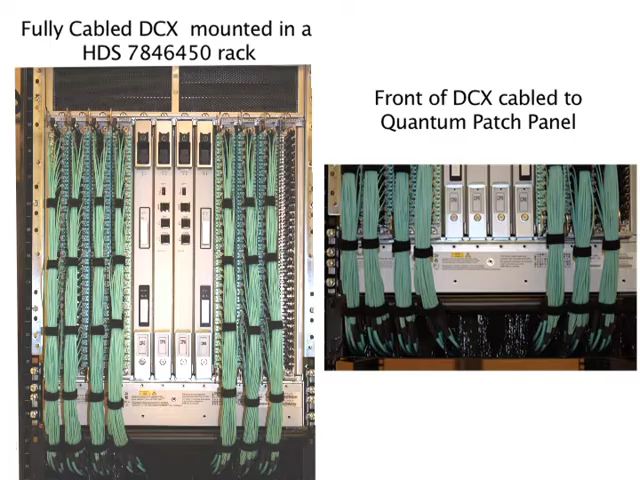 Fully Cabled DCX mounted in a
HDS 7846450 rack
Front of DCX cabled to
Quantum Patch Panel